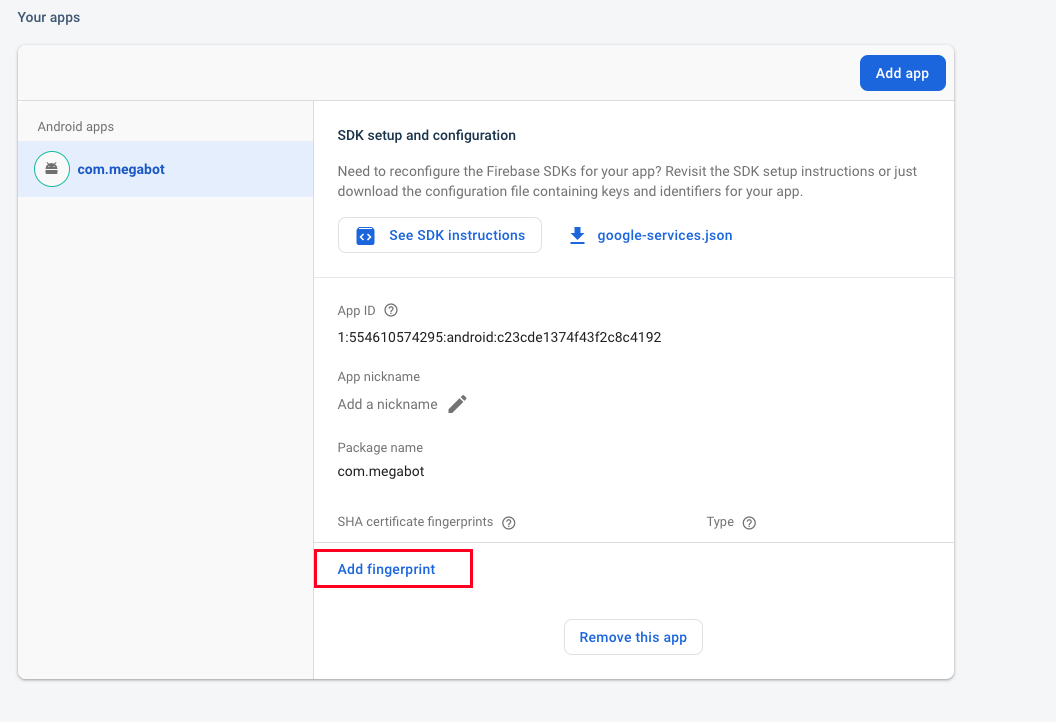 Your apps
Add app
Android apps
com.megabot
SDK setup and configuration
Need to reconfigure the Firebase SDKs for your app? Revisit the SDK setup instructions or just
download the configuration file containing keys and identifiers for your app.
See SDK instructions
google-services.json
App ID
1:554610574295:android:c23cde1374f43f2c8c4192
App nickname
Add a nickname
Package name
com.megabot
SHA certificate fingerprints
Type
Add fingerprint
Remove this app